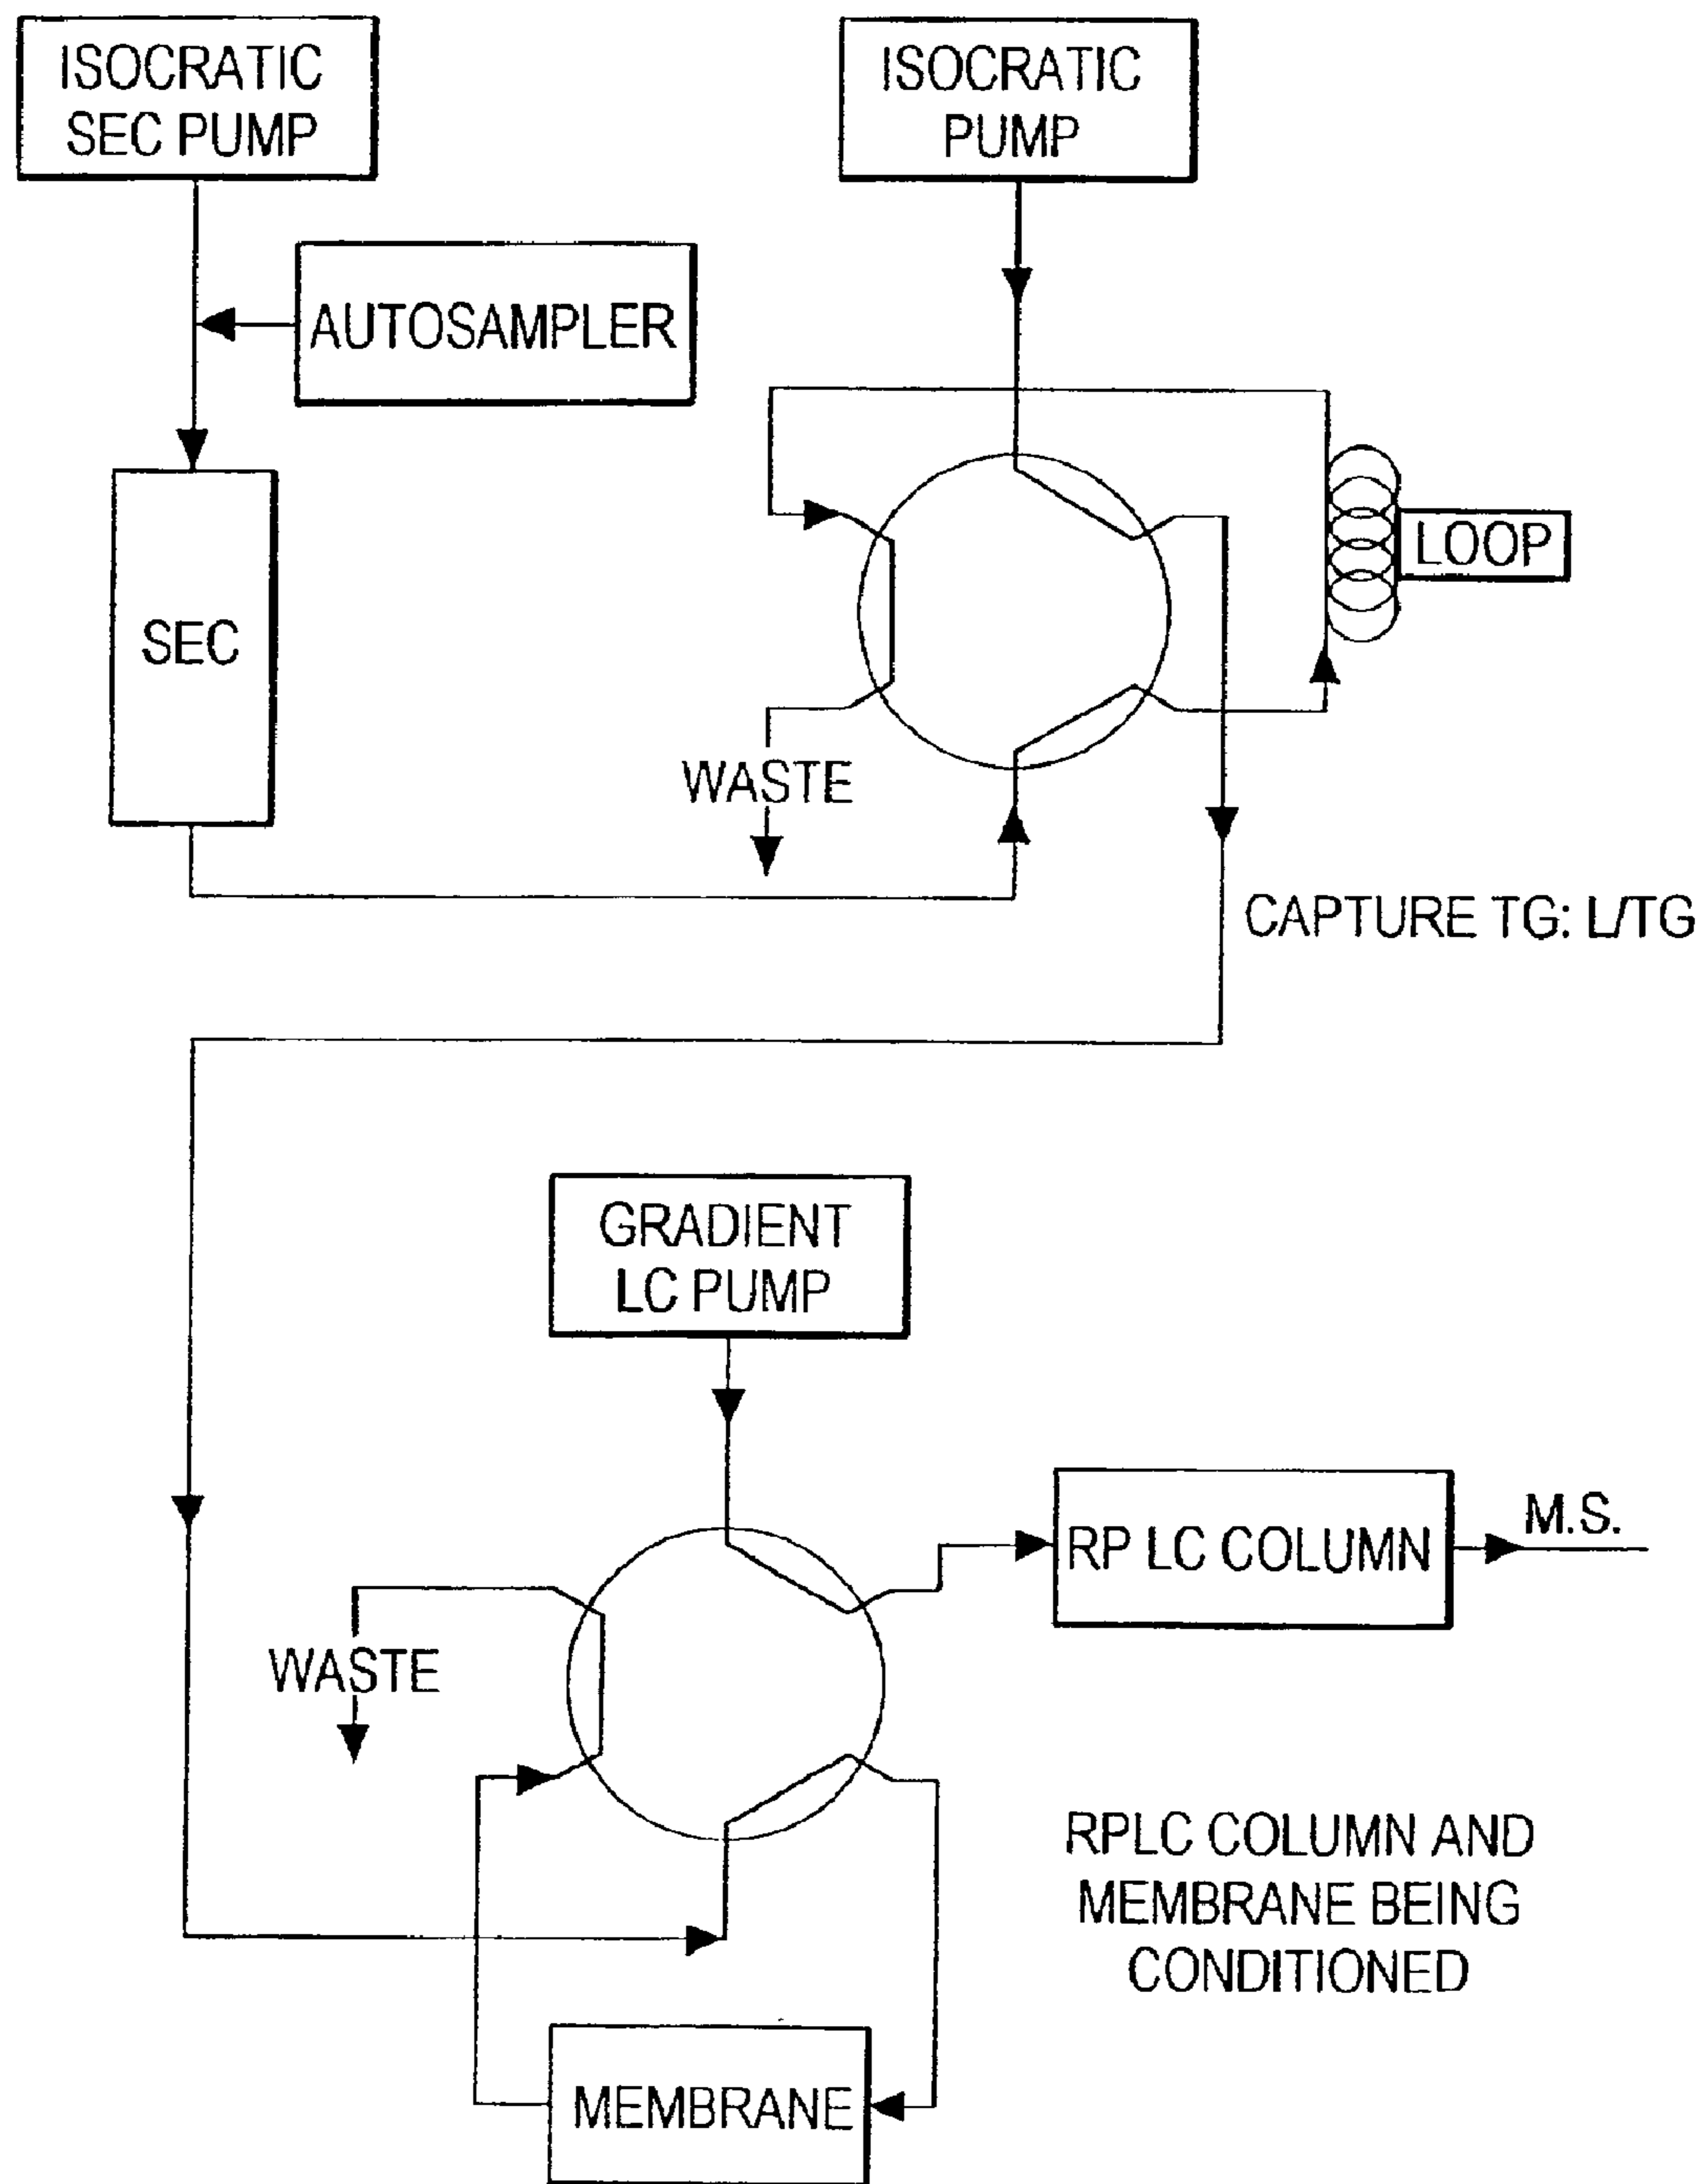 ISOCRATIC
SEC PUMP
ISOCRATIC
PUMP
AUTOSAMPLER
LOOP
SEC
WASTE
CAPTURE TG: L/TG
GRADIENT
LC PUMP
RP LC COLUMN
M.S.
WASTE
RPLC COLUMN AND
MEMBRANE BEING
CONDITIONED
MEMBRANE